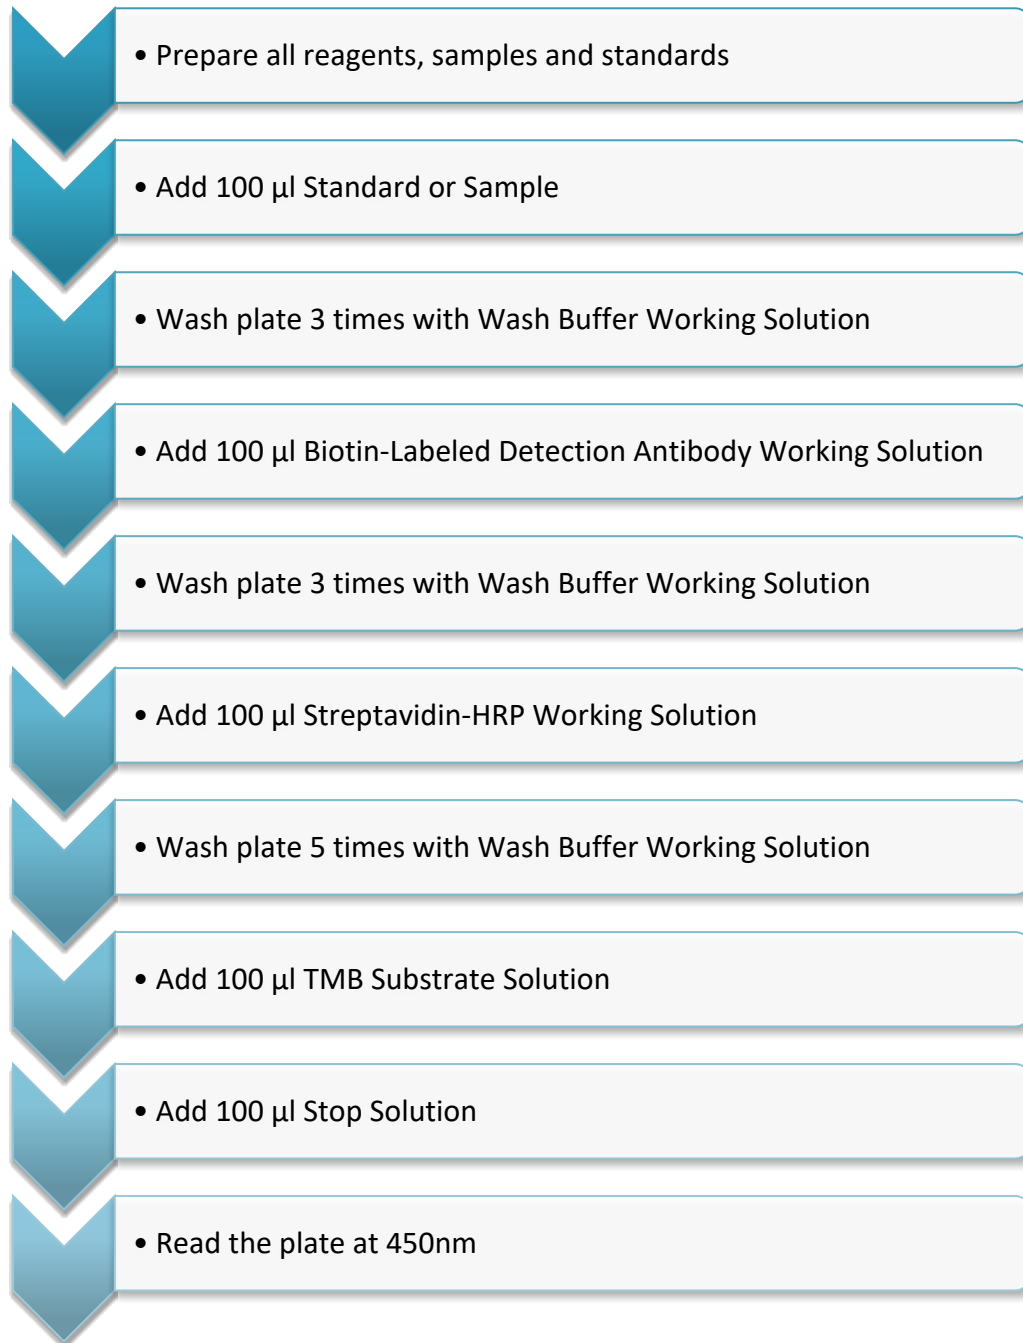 • Prepare all reagents, samples and standards
• Add 100 µl Standard or Sample
• Wash plate 3 times with Wash Buffer Working Solution
• Add 100 µl Biotin-Labeled Detection Antibody Working Solution
• Wash plate 3 times with Wash Buffer Working Solution
• Add 100 µl Streptavidin-HRP Working Solution
• Wash plate 5 times with Wash Buffer Working Solution
• Add 100 µl TMB Substrate Solution
• Add 100 µl Stop Solution
• Read the plate at 450nm